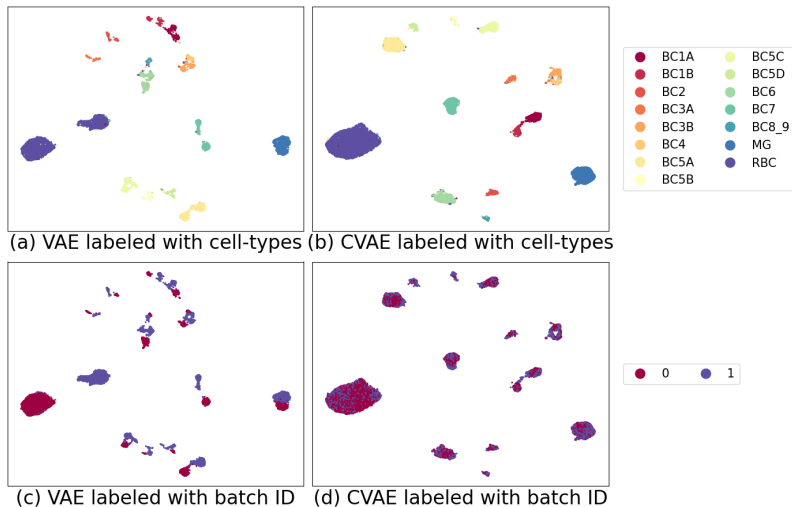 BC1A
BC1B
BC2
BC3A
BC3B
BC4
BC5A
BC5B
BC5C
BC5D
BC6
BC7
BC8_9
MG
RBC
(a) VAE labeled with cell-types
(b) CVAE labeled with cell-types
0
1
(c) VAE labeled with batch ID
(d) CVAE labeled with batch ID